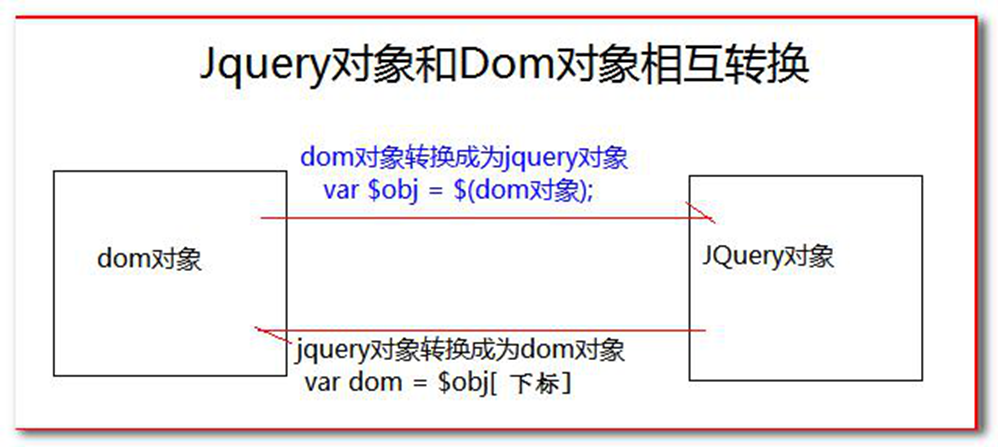 Jquery对象和Dom对象相互转换
dom对象转换成为jquery对象
var $obj = $(dom对象);
dom对象
JQuery对象
jquery对象转换成为dom对象
var dom = $obj[ 下标]